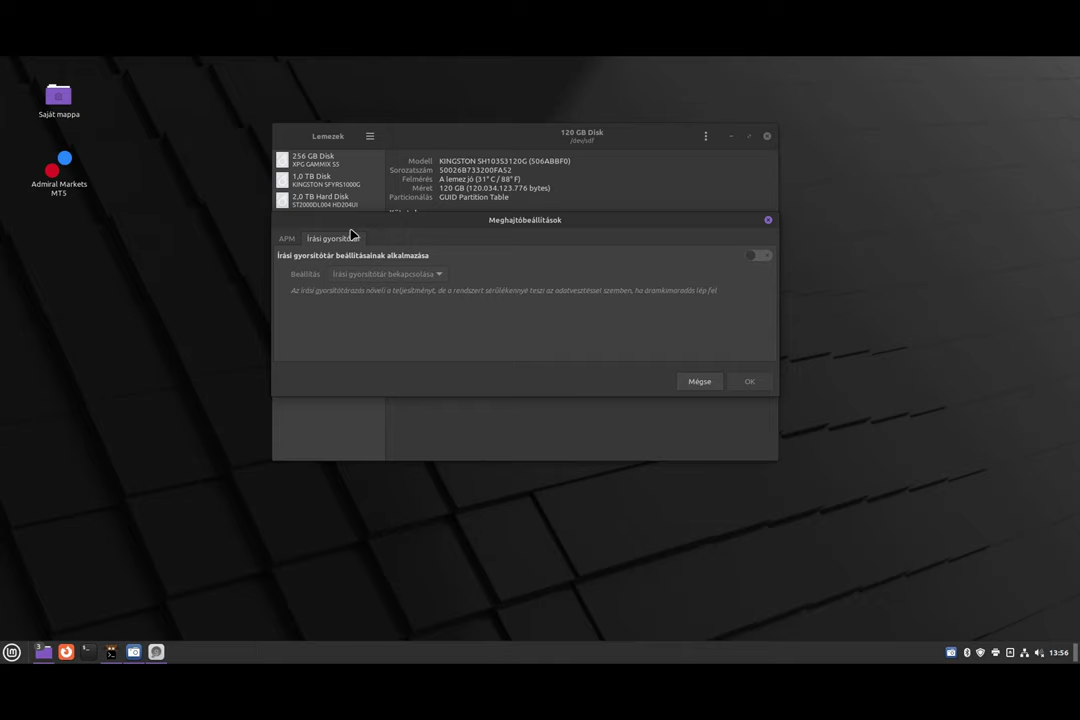 Saját mappa
Admiral Markets
MT5
Lemezek
120 GB Disk
/dev/sdf
256 GB Disk
XPG GAMMIX S5
1,0 TB Disk
KINGSTON SFYRS1000G
2,0 TB Hard Disk
ST2000DL004 HD204UI
Modell KINGSTON SH103S3120G (506ABBF0)
Sorozatszám 50026B733200FA52
Felmérés A lemez jó (31° C / 88° F)
Méret 120 GB (120.034.123.776 bytes)
Particionálás GUID Partition Table
Meghajtóbeállítások
APM Írási gyorsítótár
Írási gyorsítótár beállításainak alkalmazása
Beállítás Írási gyorsítótár bekapcsolása
Az írási gyorsítótárazás növeli a teljesítményt, de a rendszert sérülékennyé teszi az adatvesztéssel szemben, ha áramkimaradás lép fel
Mégse OK
3
13:56